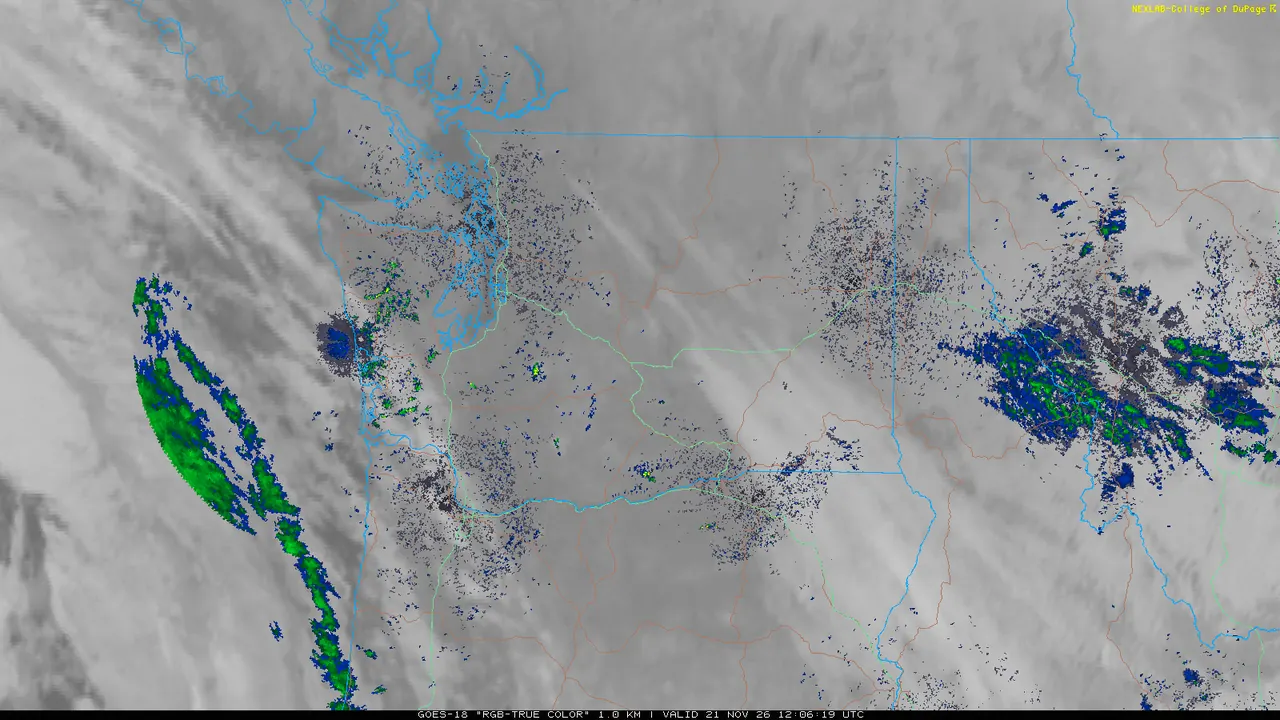 NEXLAB-College of DuPage
GOES-18 "RGB-TRUE COLOR" 1.0 KM | VALID 21 NOV 26 12:06:19 UTC